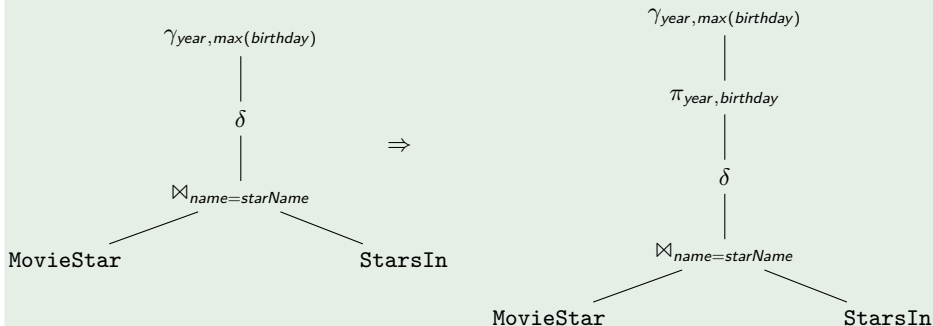 γyear,max(birthday)
δ
⋈name=starName
MovieStar StarsIn
⇒
γyear,max(birthday)
πyear,birthday
δ
⋈name=starName
MovieStar StarsIn